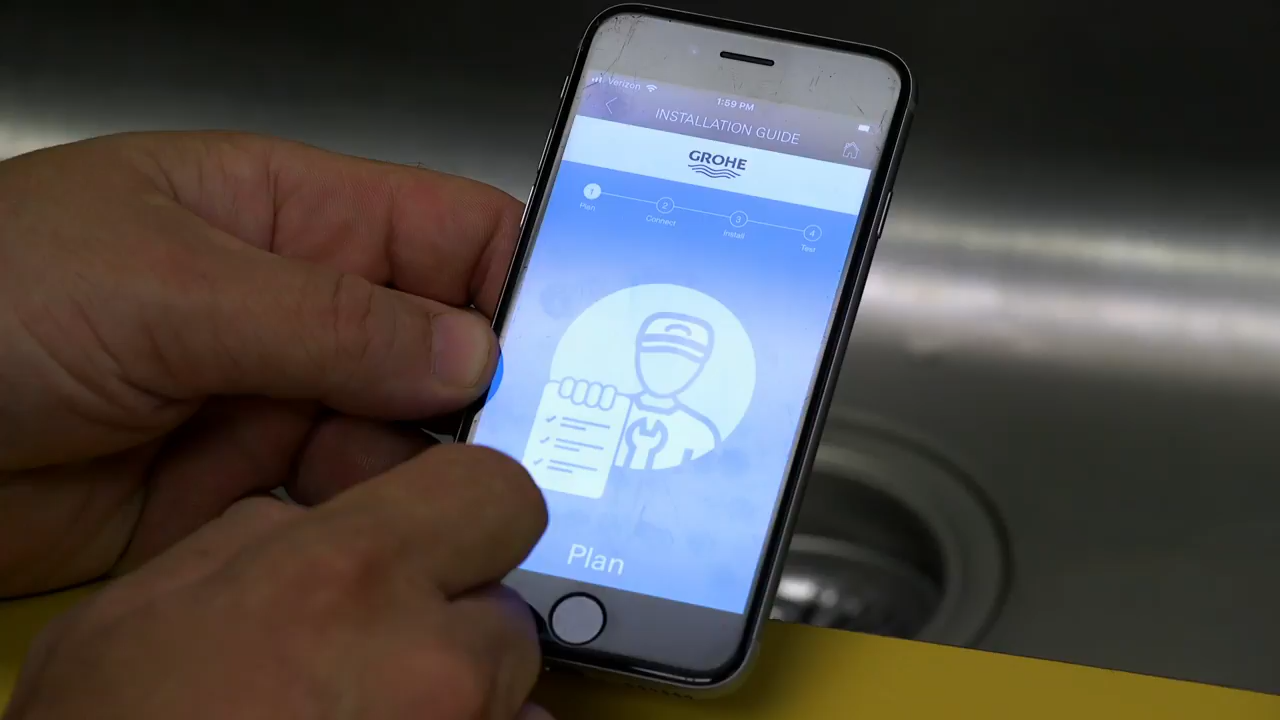 Verizon
1:59 PM
INSTALLATION GUIDE
GROHE
1 2 3 4
Plan Connect Install Test
Plan